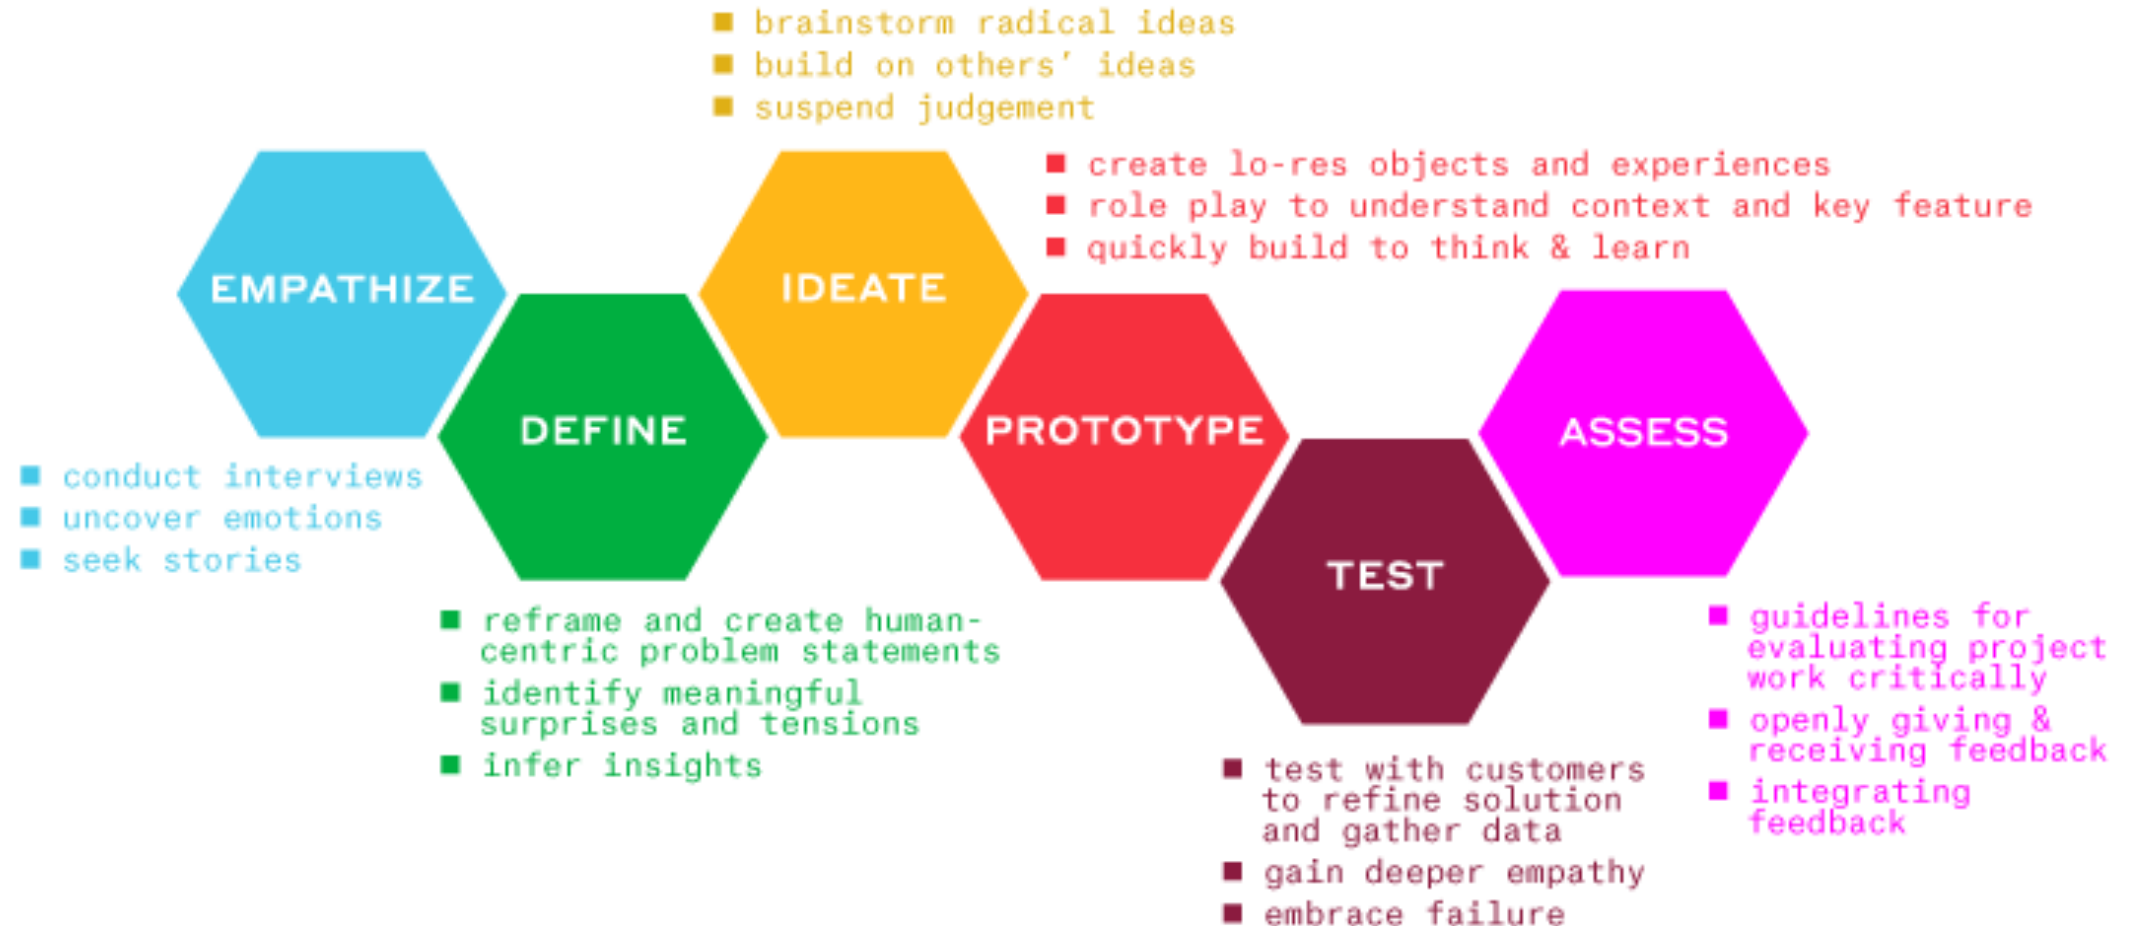 EMPATHIZE
■ conduct interviews
■ uncover emotions
■ seek stories
DEFINE
■ reframe and create human-
centric problem statements
■ identify meaningful
surprises and tensions
■ infer insights
IDEATE
■ brainstorm radical ideas
■ build on others’ ideas
■ suspend judgement
PROTOTYPE
■ create lo-res objects and experiences
■ role play to understand context and key feature
■ quickly build to think & learn
TEST
■ test with customers
to refine solution
and gather data
■ gain deeper empathy
■ embrace failure
ASSESS
■ guidelines for
evaluating project
work critically
■ openly giving &
receiving feedback
■ integrating
feedback